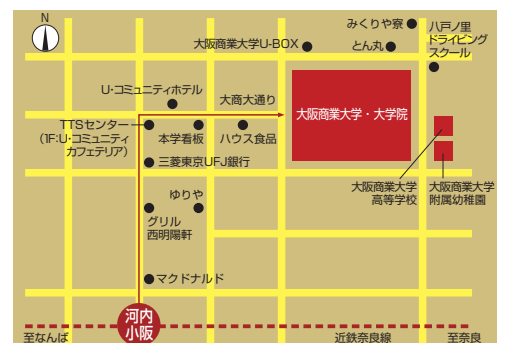 N
みくりや寮
八戸ノ里
ドライビング
スクール
大阪商業大学U-BOX
とん丸
U・コミュニティホテル
大商大通り
大阪商業大学・大学院
TTSセンター
(1F:U・コミュニティ
カフェテリア)
本学看板
ハウス食品
三菱東京UFJ銀行
大阪商業大学
高等学校
大阪商業大学
附属幼稚園
ゆりや
グリル
西明陽軒
マクドナルド
河内
小阪
至なんば
近鉄奈良線
至奈良